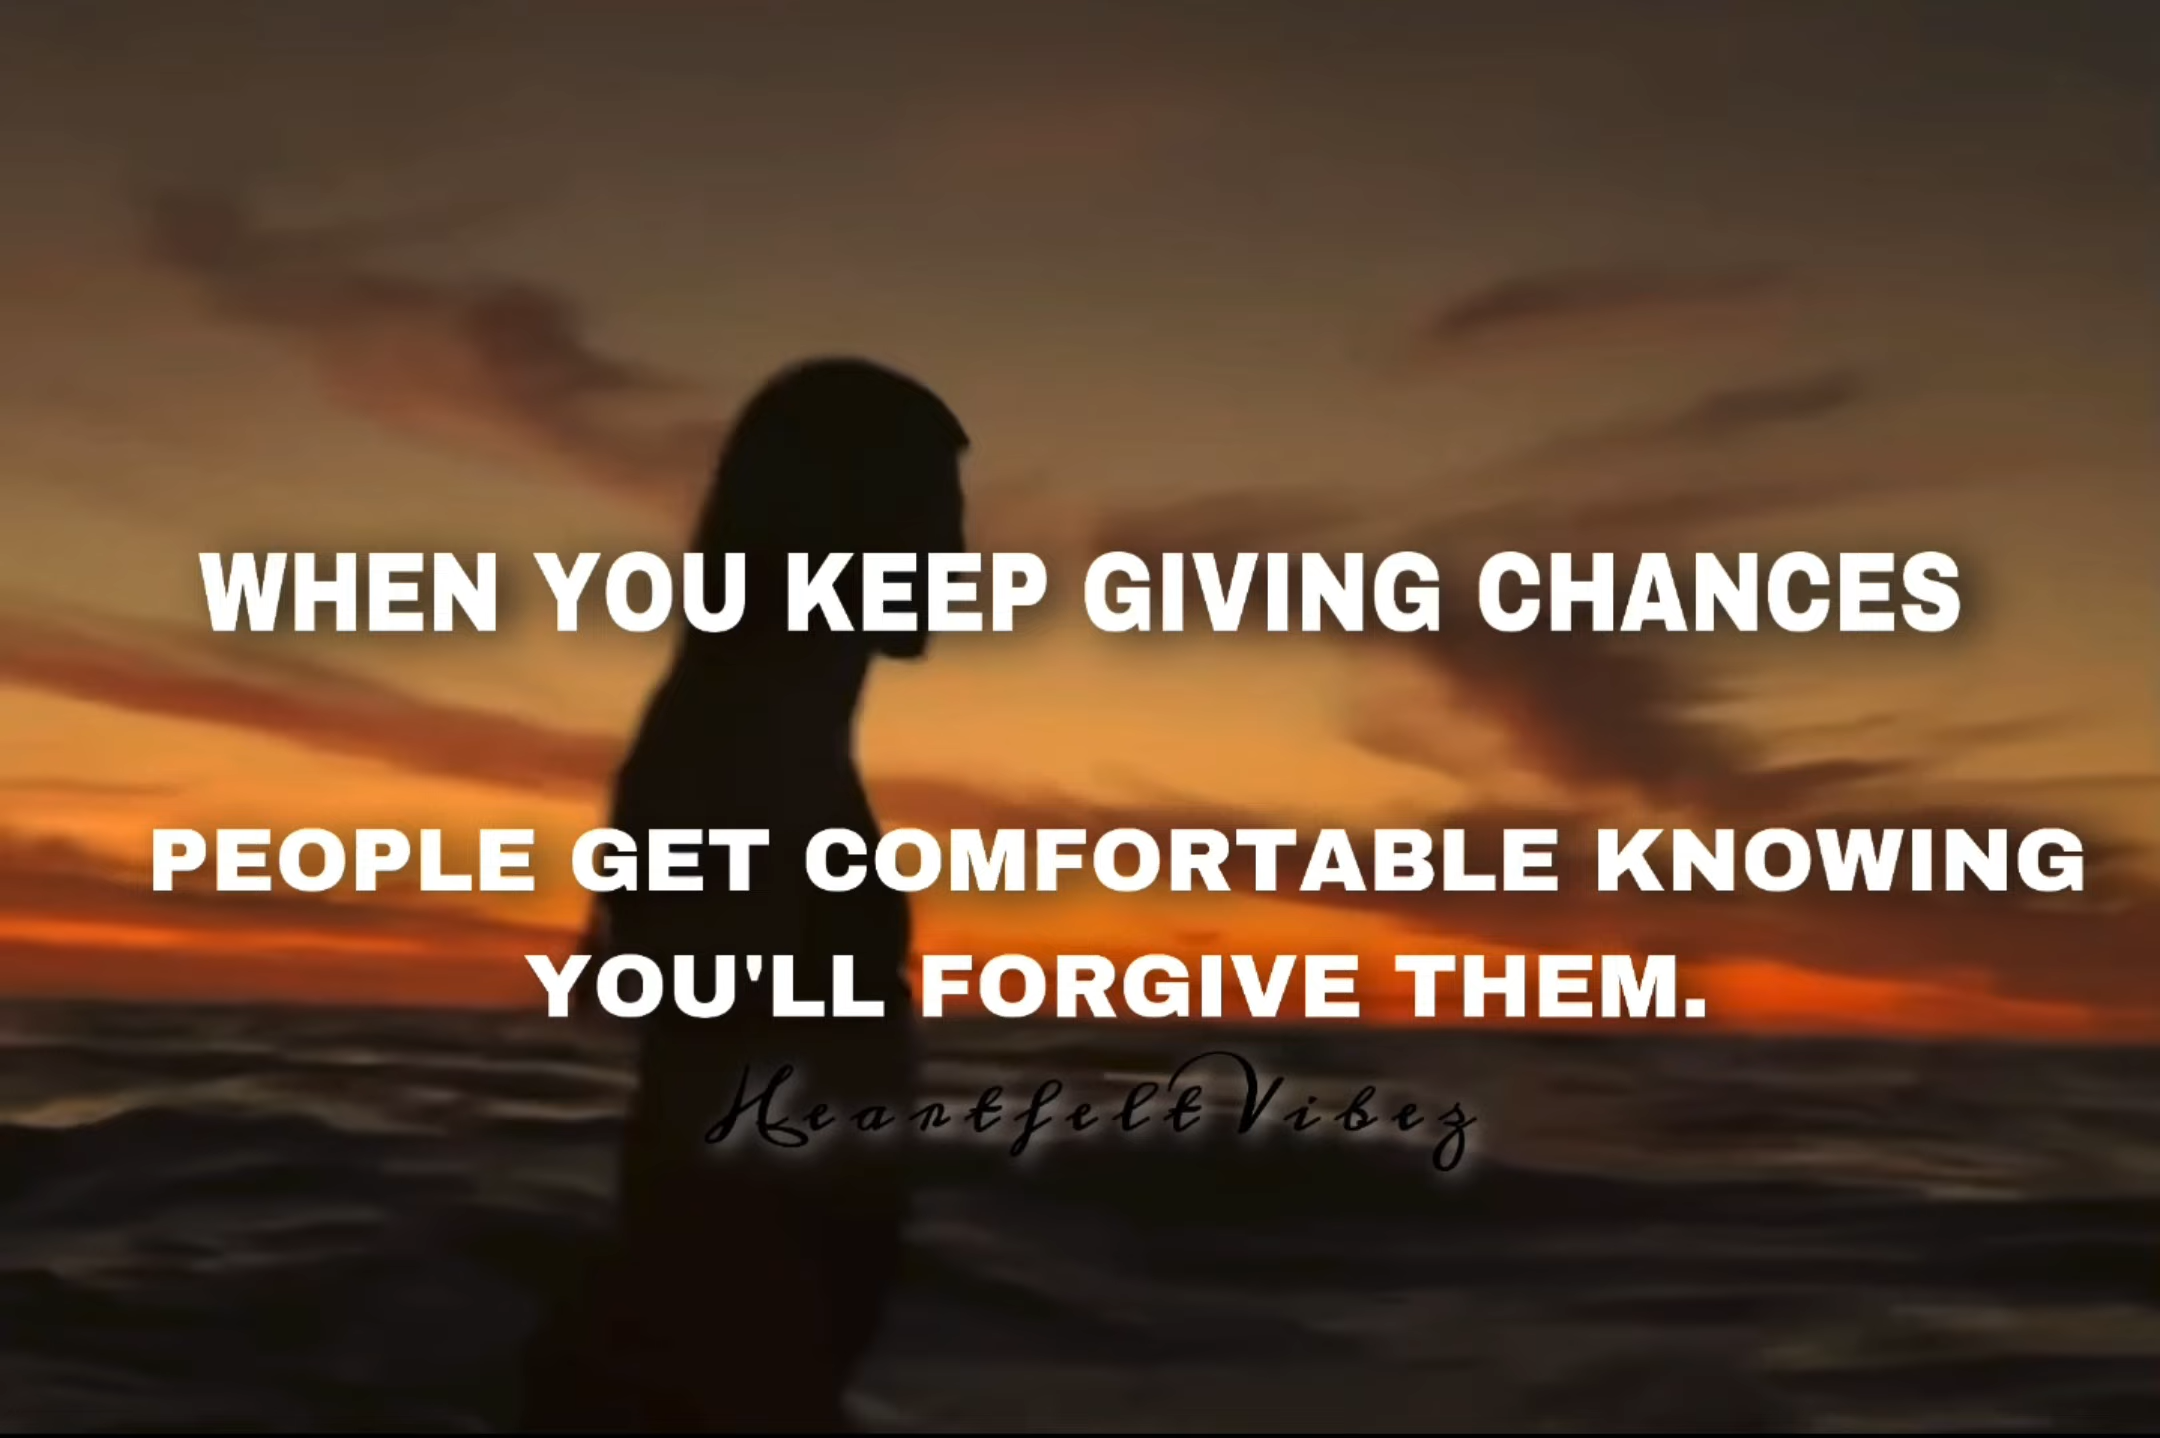 WHEN YOU KEEP GIVING CHANCES
PEOPLE GET COMFORTABLE KNOWING
YOU'LL FORGIVE THEM.
HeartfeltVibez